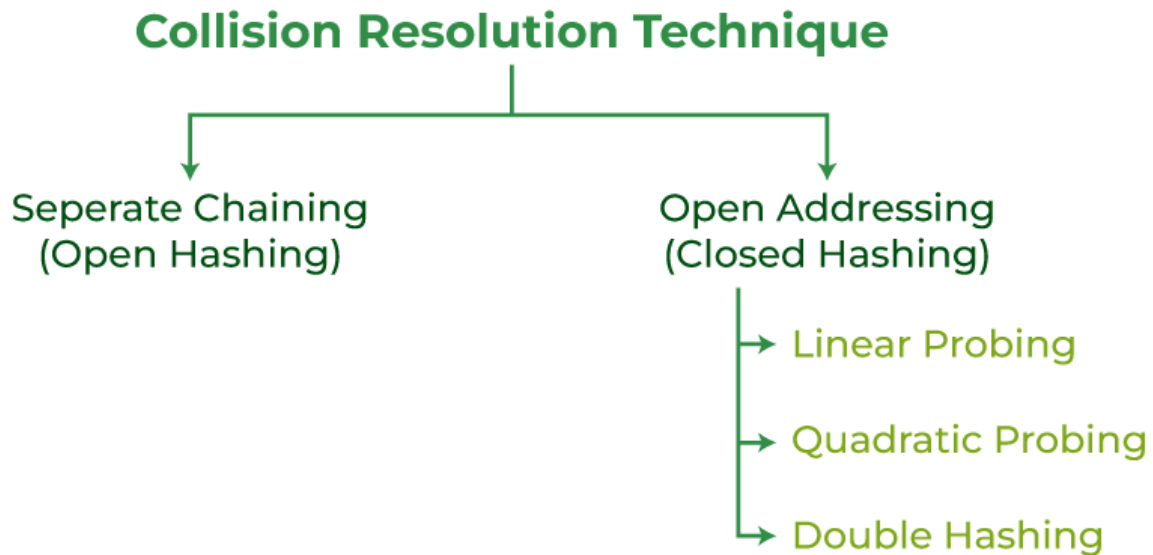 Collision Resolution Technique
Seperate Chaining
(Open Hashing)
Open Addressing
(Closed Hashing)
Linear Probing
Quadratic Probing
Double Hashing